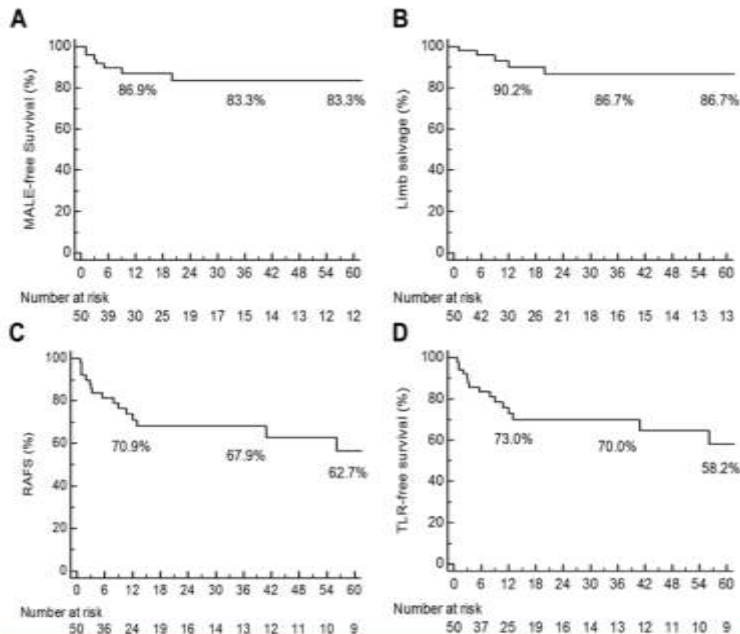 A
MALE-free Survival (%)
100
80
60
40
20
0
86.9%
83.3%
83.3%
0 6 12 18 24 30 36 42 48 54 60
Number at risk
50 39 30 25 19 17 15 14 13 12 12
B
Limb salvage (%)
100
80
60
40
20
0
90.2%
86.7%
86.7%
0 6 12 18 24 30 36 42 48 54 60
Number at risk
50 42 30 26 21 18 16 15 14 13 13
C
RAFS (%)
100
80
60
40
20
0
70.9%
67.9%
62.7%
0 6 12 18 24 30 36 42 48 54 60
Number at risk
50 36 24 19 16 14 13 12 11 10 9
D
TLR-free survival (%)
100
80
60
40
20
0
73.0%
70.0%
58.2%
0 6 12 18 24 30 36 42 48 54 60
Number at risk
50 37 25 19 16 14 13 12 11 10 9